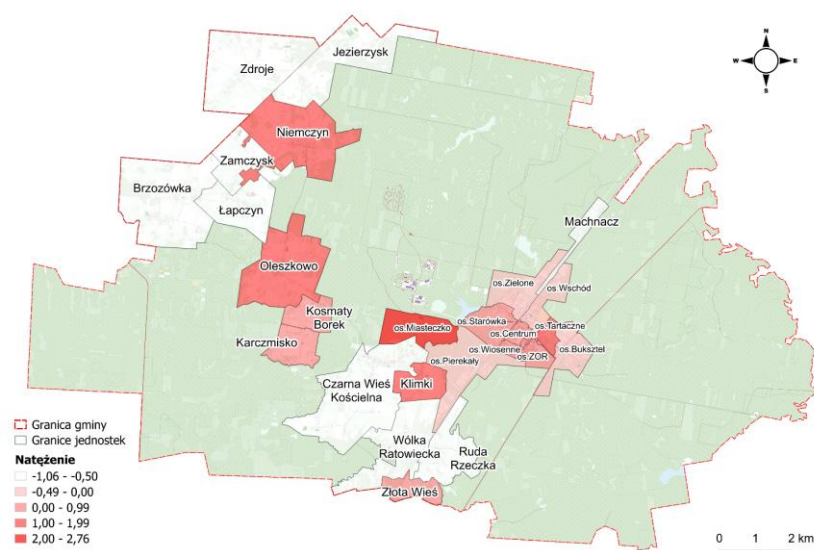 N
W
E
S
Jezierzysk
Zdroje
Niemczyn
Zamczysk
Brzozówka
Łapczyn
Machnacz
Oleszkowo
os.Zielone
os.Wschód
Kosmaty
Borek
os.Miasteczko
os.Starówka
os.Tartaczne
os.Centrum
Karczmisko
os.Wiosenne
os.ZOR
os.Buksztel
os.Pierekały
Czarna Wieś
Kościelna
Klimki
Wólka
Ratowiecka
Ruda
Rzeczka
Złota Wieś
Granica gminy
Granice jednostek
Natężenie
-1,06 - -0,50
-0,49 - 0,00
0,00 - 0,99
1,00 - 1,99
2,00 - 2,76
0 1 2 km